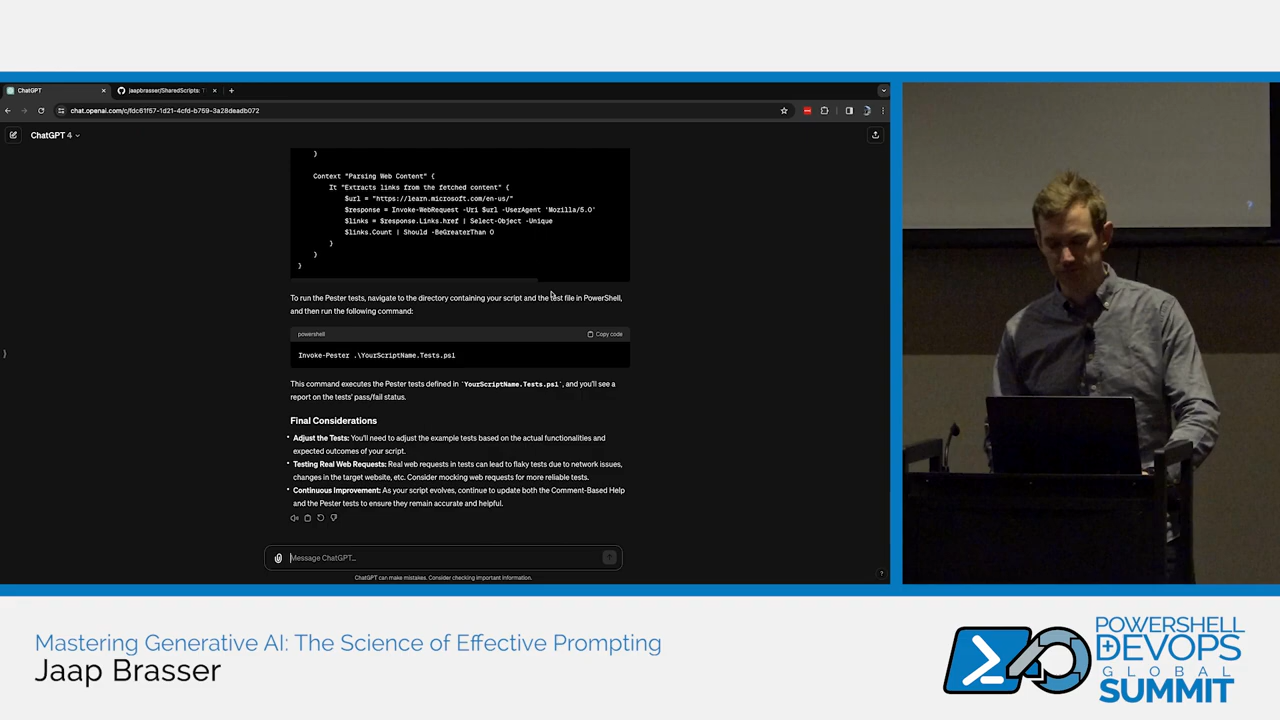 ChatGPT
jaapbrasser/SharedScripts: T
chat.openai.com/c/fdc61f57-1d21-4cfd-b759-3a28deadb072
ChatGPT 4
}
Context "Parsing Web Content" {
It "Extracts links from the fetched content" {
$url = "https://learn.microsoft.com/en-us/"
$response = Invoke-WebRequest -Uri $url -UserAgent 'Mozilla/5.0'
$links = $response.Links.href | Select-Object -Unique
$links.Count | Should -BeGreaterThan 0
}
}
}
To run the Pester tests, navigate to the directory containing your script and the test file in PowerShell,
and then run the following command:
powershell
Copy code
Invoke-Pester .\YourScriptName.Tests.ps1
}
This command executes the Pester tests defined in `YourScriptName.Tests.ps1`, and you'll see a
report on the tests' pass/fail status.
Final Considerations
• Adjust the Tests: You'll need to adjust the example tests based on the actual functionalities and
expected outcomes of your script.
• Testing Real Web Requests: Real web requests in tests can lead to flaky tests due to network issues,
changes in the target website, etc. Consider mocking web requests for more reliable tests.
• Continuous Improvement: As your script evolves, continue to update both the Comment-Based Help
and the Pester tests to ensure they remain accurate and helpful.
Message ChatGPT...
ChatGPT can make mistakes. Consider checking important information.
?
Mastering Generative AI: The Science of Effective Prompting
Jaap Brasser
POWERSHELL
DEVOPS
GLOBAL
SUMMIT